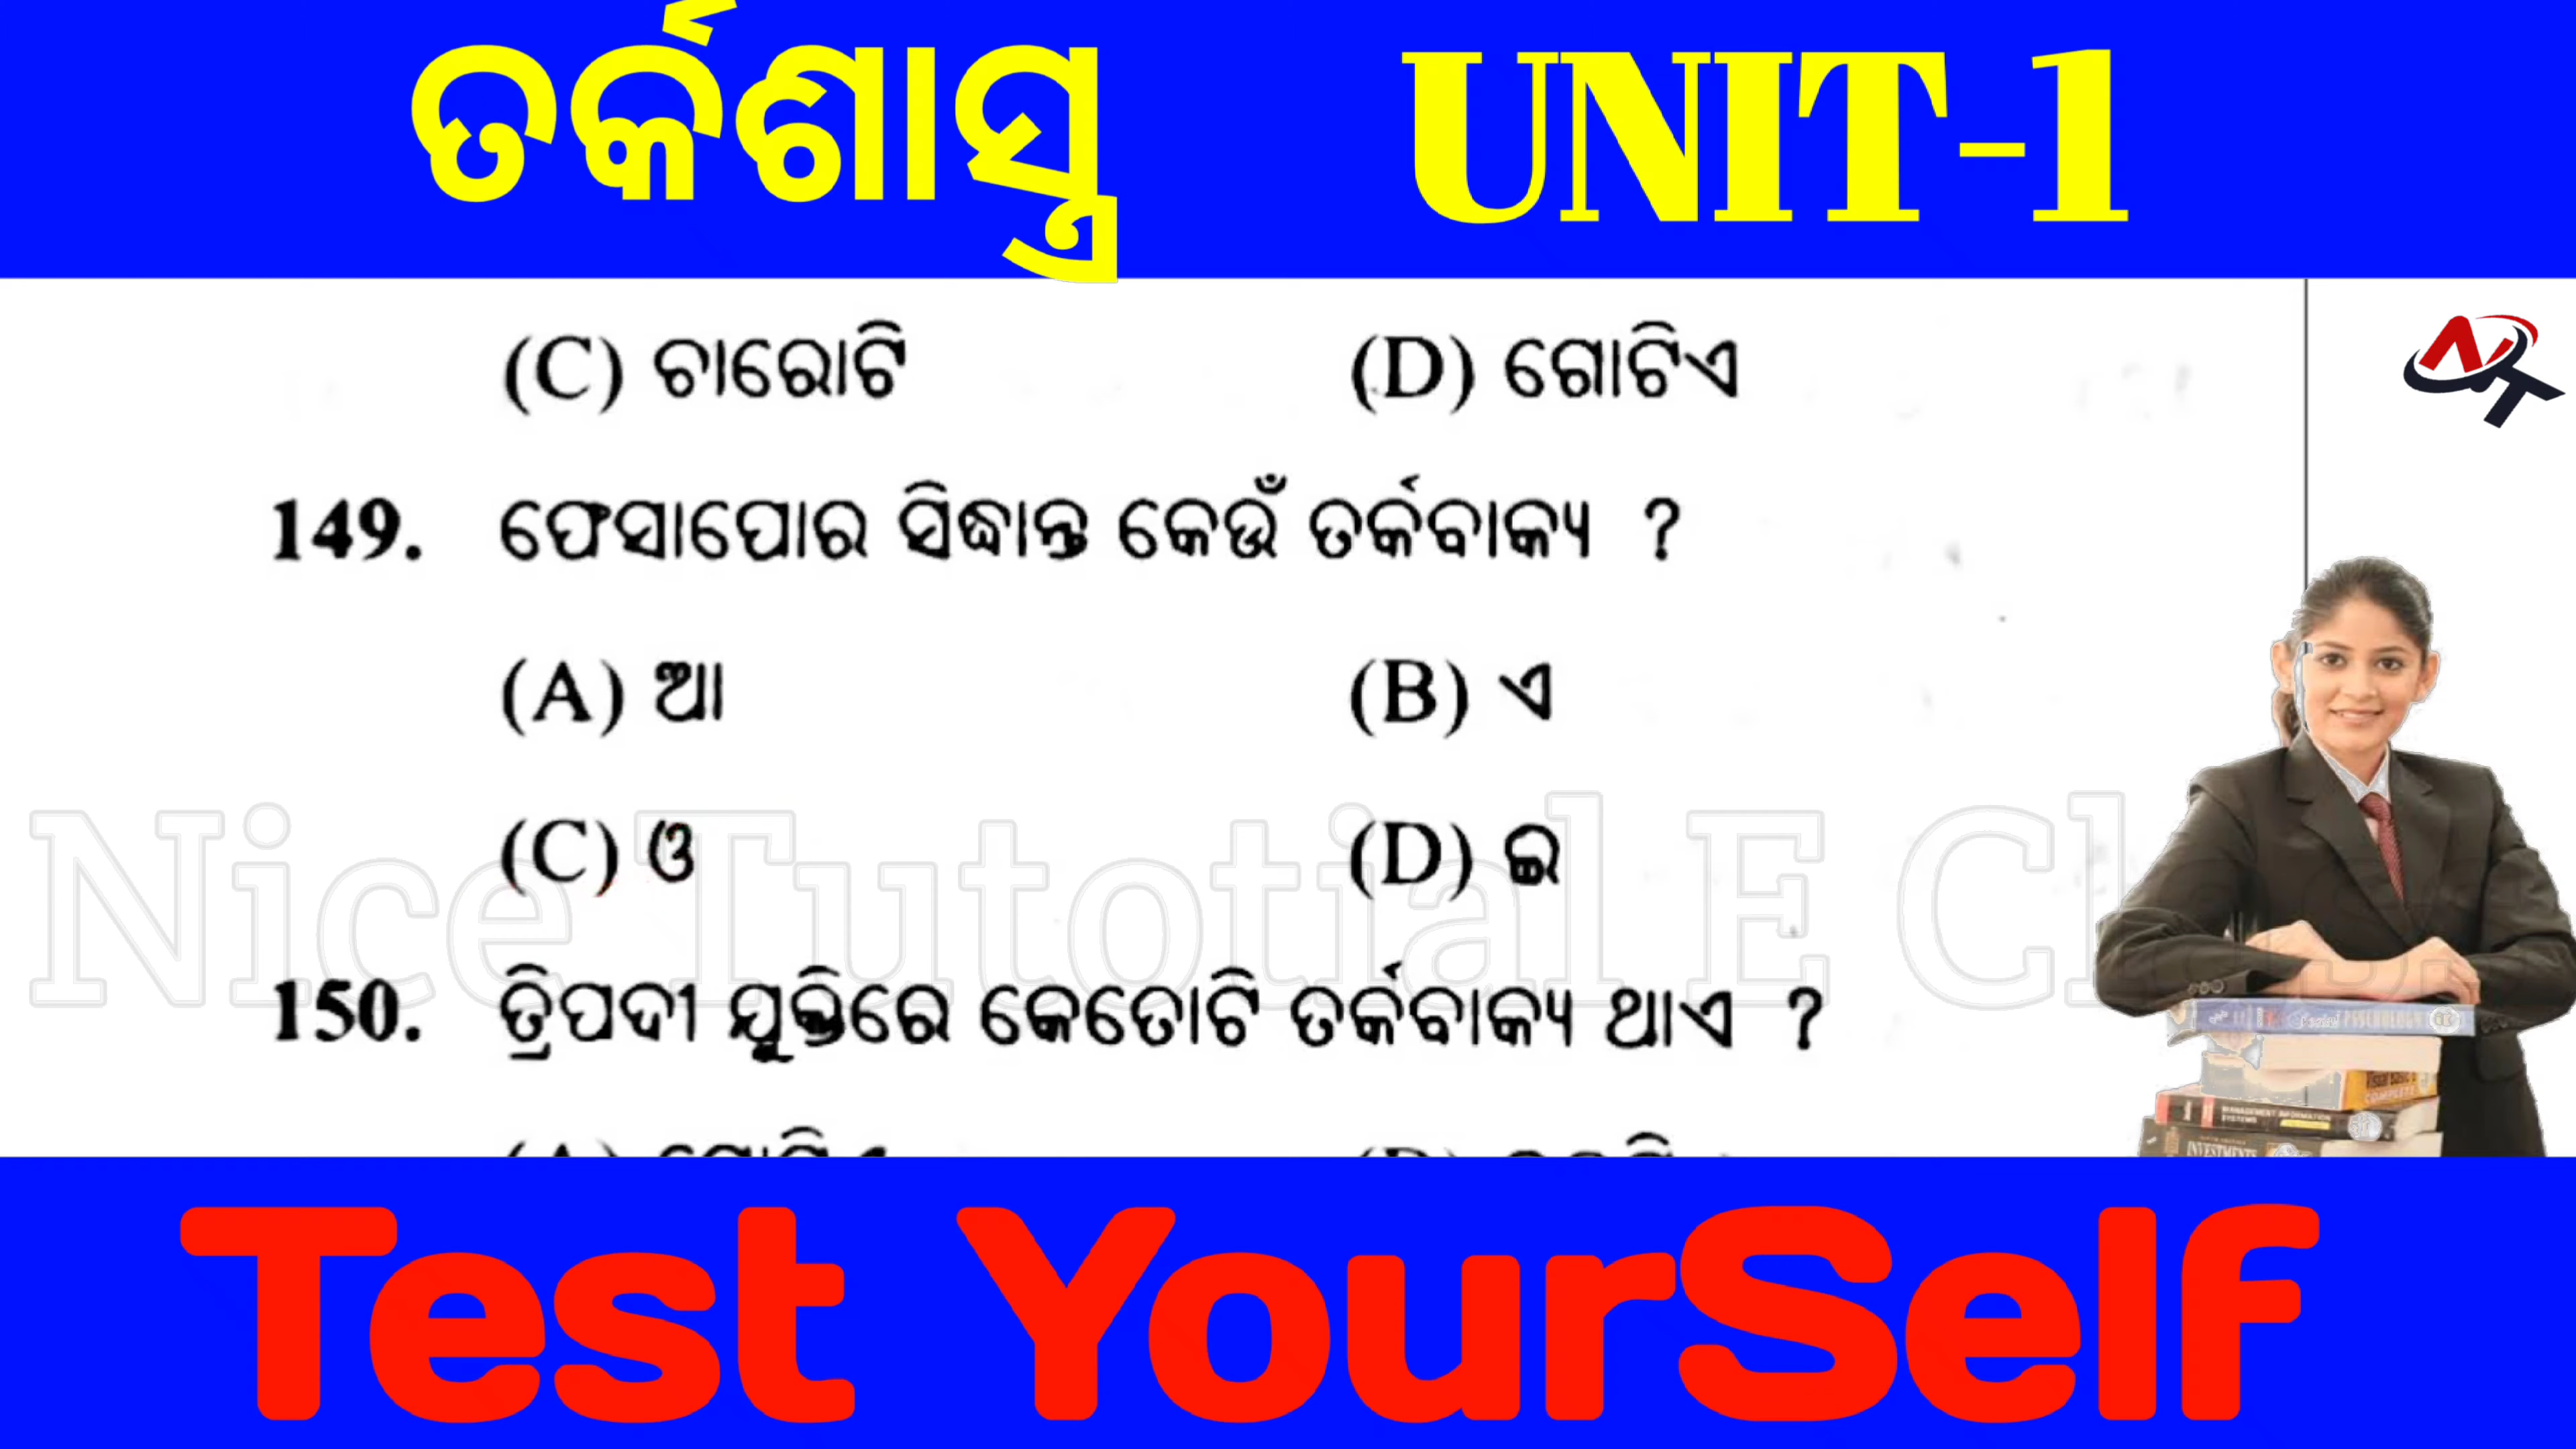 ତର୍କଶାସ୍ତ୍ର UNIT-1
(C) ଚାରୋଟି (D) ଗୋଟିଏ
149. ଫେସାପୋର ସିଦ୍ଧାନ୍ତ କେଉଁ ତର୍କବାକ୍ୟ ?
(A) ଆ (B) ଏ
(C) ଓ (D) ଇ
Nice Tutotial E Cl
150. ତ୍ରିପଦୀ ଯୁକ୍ତିରେ କେତୋଟି ତର୍କବାକ୍ୟ ଥାଏ ?
Test YourSelf